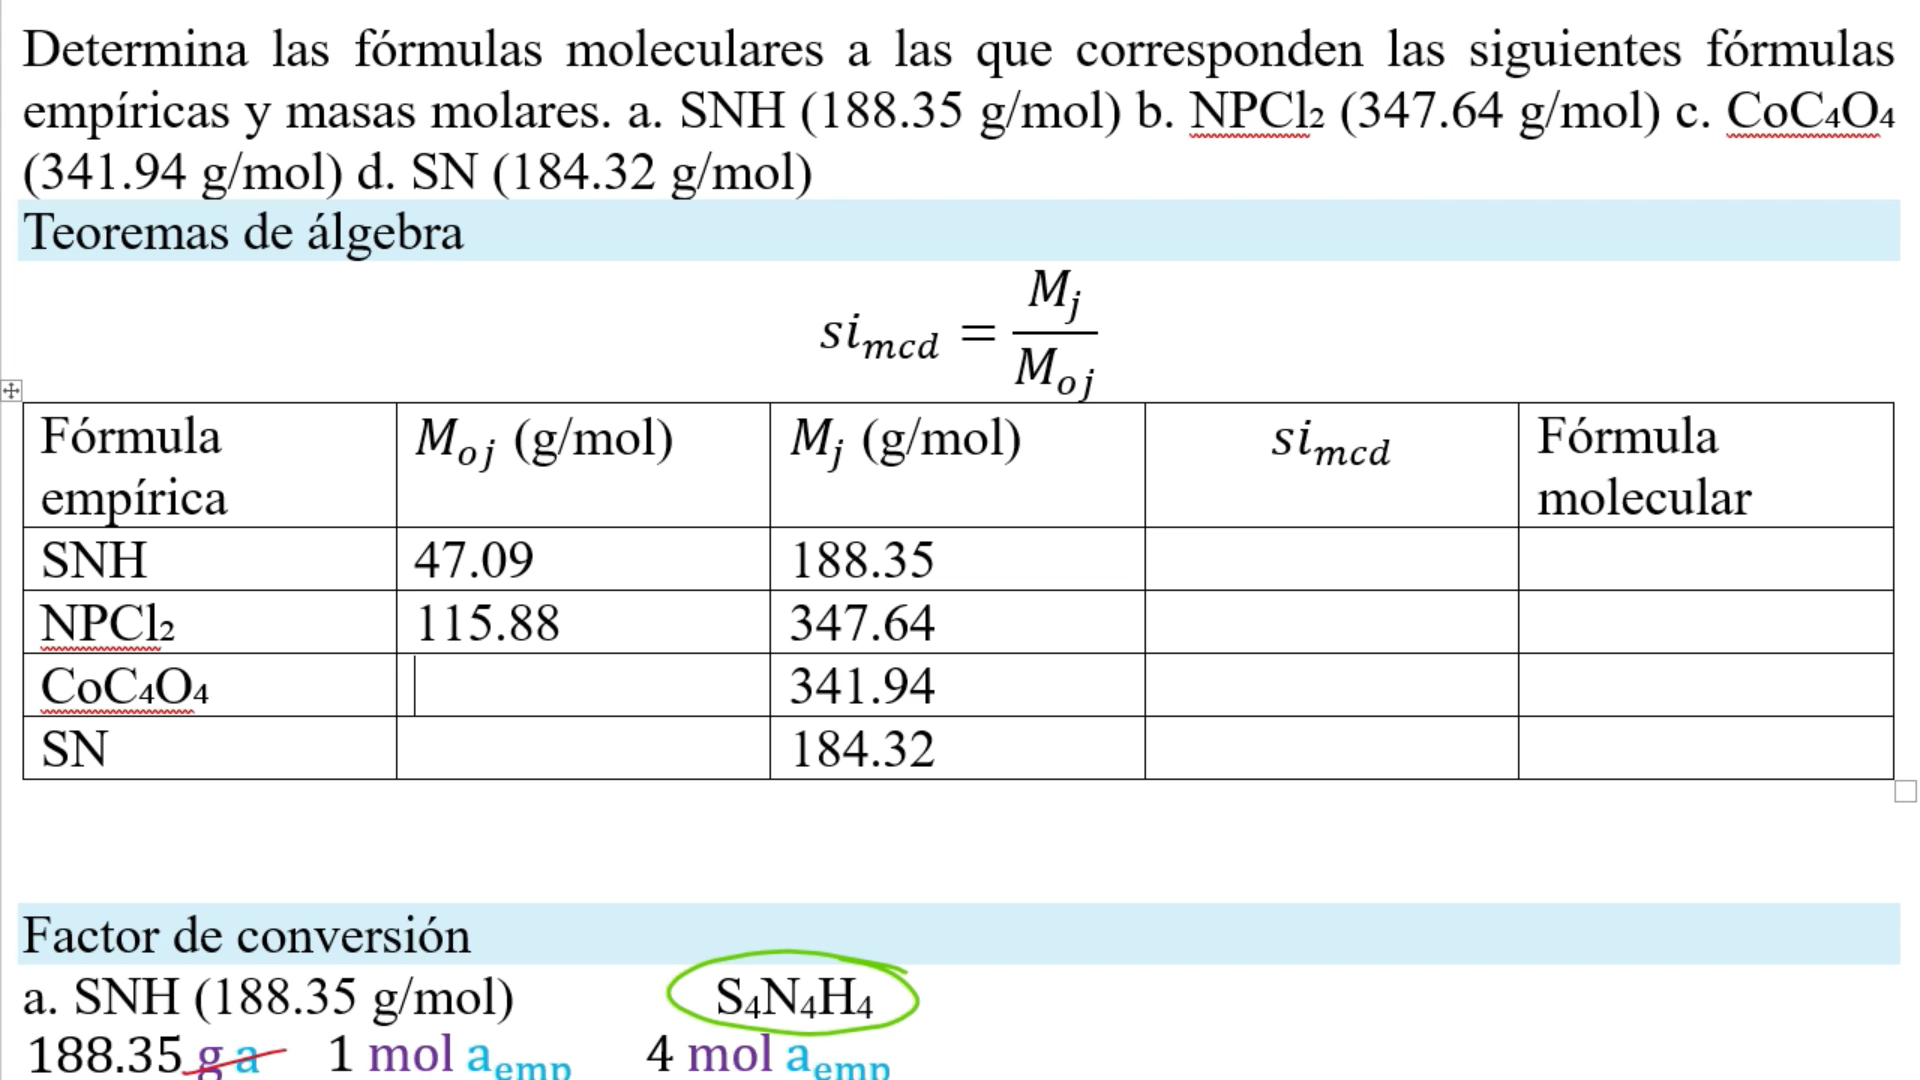 Determina las fórmulas moleculares a las que corresponden las siguientes fórmulas
empíricas y masas molares. a. SNH (188.35 g/mol) b. NPCl₂ (347.64 g/mol) c. CoC₄O₄
(341.94 g/mol) d. SN (184.32 g/mol)
Teoremas de álgebra
si_mcd = M_j / M_oj
Fórmula empírica M_oj (g/mol) M_j (g/mol) si_mcd Fórmula molecular
SNH 47.09 188.35
NPCl₂ 115.88 347.64
CoC₄O₄ 341.94
SN 184.32
Factor de conversión
a. SNH (188.35 g/mol) S₄N₄H₄
188.35 g a 1 mol a_emp 4 mol a_emp